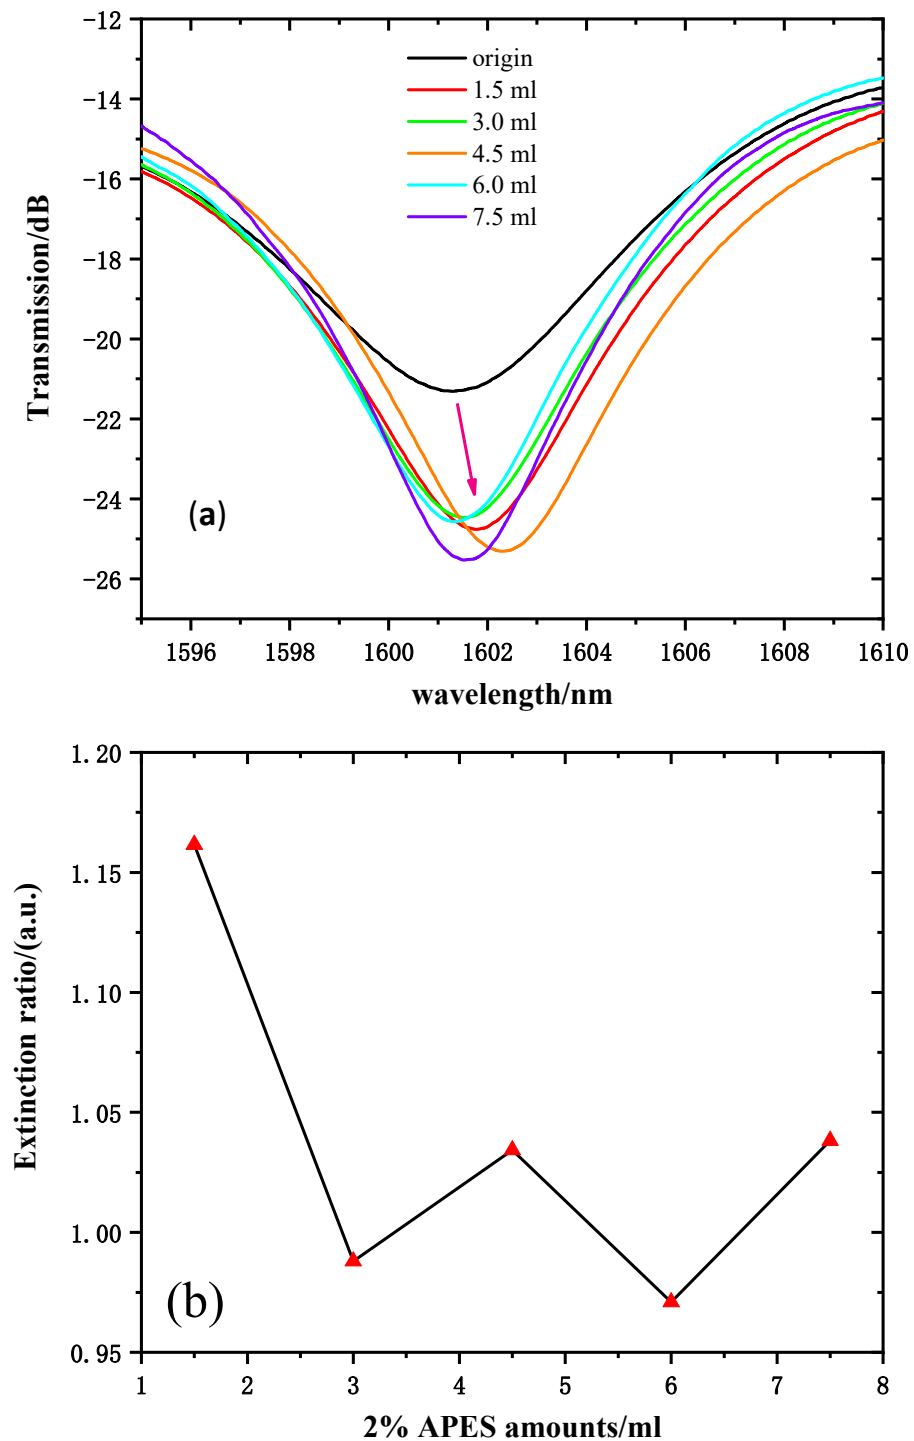 -12
-14
-16
-18
-20
-22
-24
-26
Transmission/dB
origin
1.5 ml
3.0 ml
4.5 ml
6.0 ml
7.5 ml
(a)
1596 1598 1600 1602 1604 1606 1608 1610
wavelength/nm
1.20
1.15
1.10
1.05
1.00
0.95
Extinction ratio/(a.u.)
(b)
1 2 3 4 5 6 7 8
2% APES amounts/ml